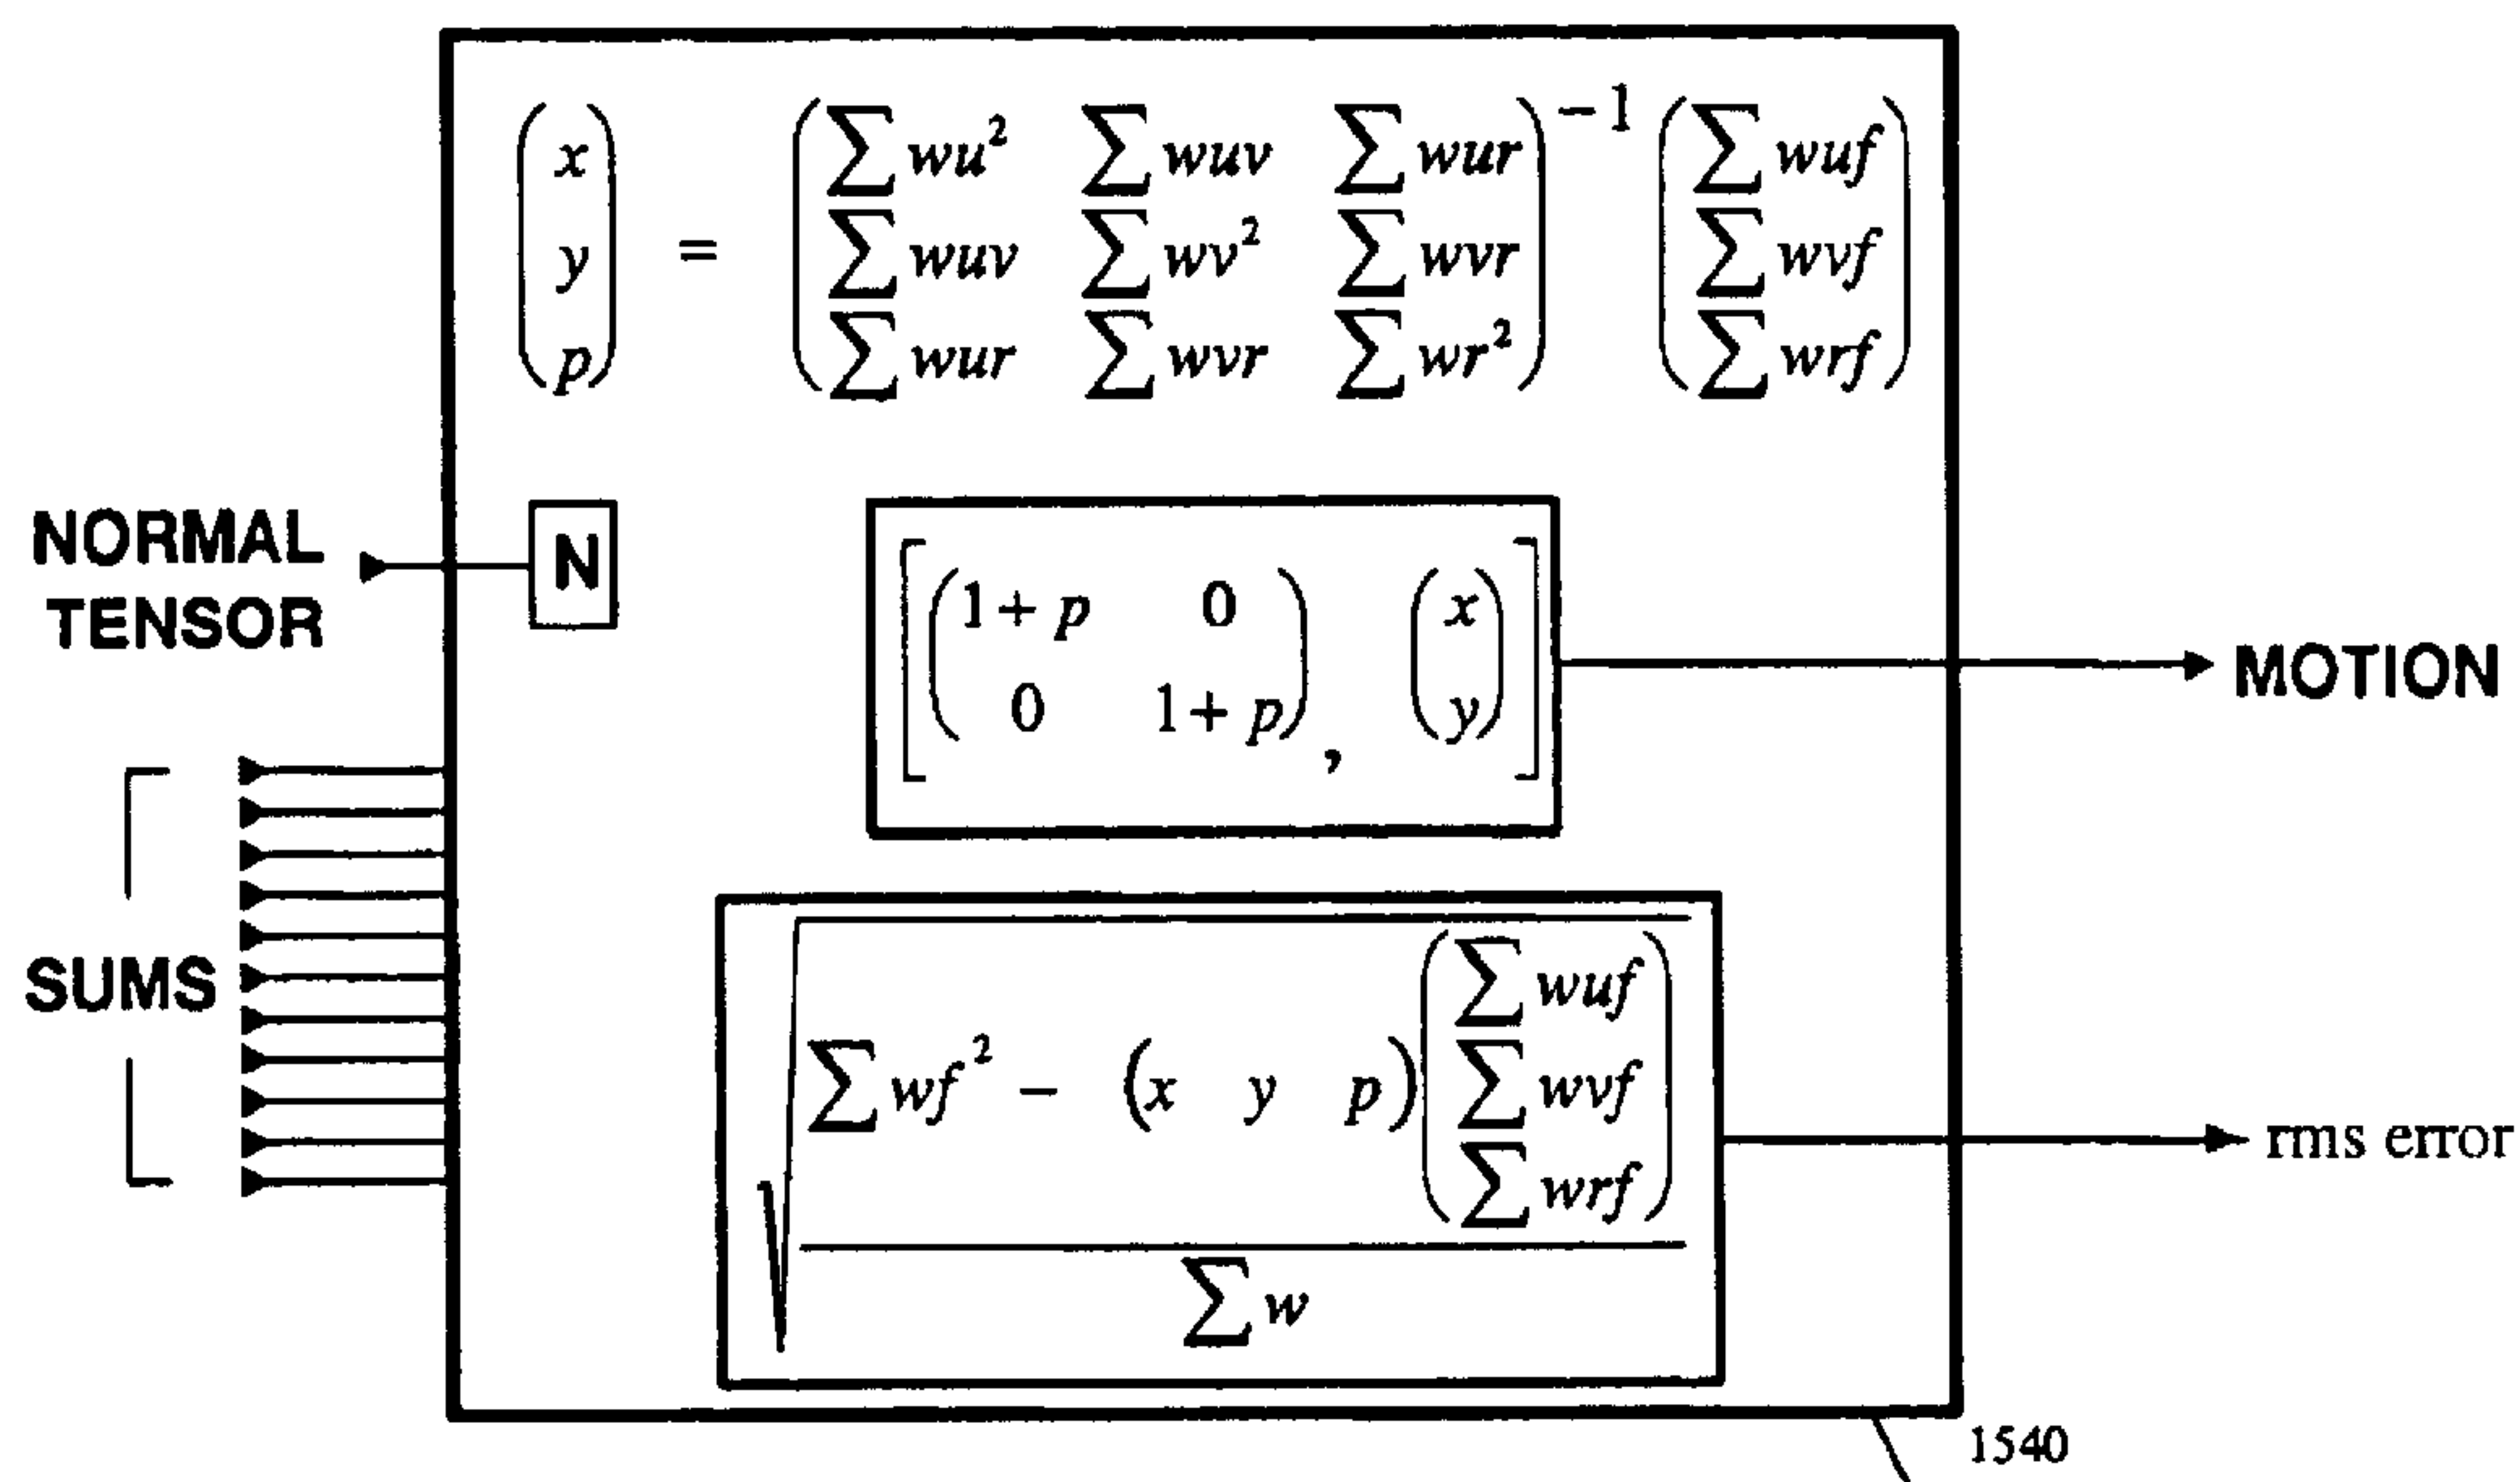 ( x y p ) = ( ∑wu² ∑wuv ∑wur
∑wuv ∑wv² ∑wvr
∑wur ∑wvr ∑wr² )⁻¹ ( ∑wuf ∑wvf ∑wrf )
NORMAL
TENSOR
N
[ ( 1+p 0
0 1+p ) , ( x y ) ]
MOTION
SUMS
√ ∑wf² − (x y p) ( ∑wuf
∑wvf
∑wrf )
∑w
rms error
1540